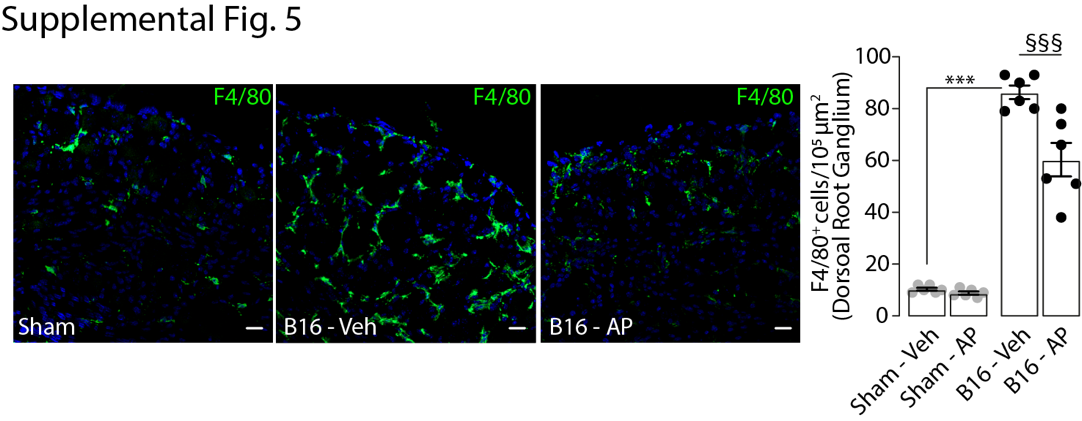 Supplemental Fig. 5
F4/80
F4/80
F4/80
Sham
B16 - Veh
B16 - AP
F4/80⁺ cells/10⁵ µm²
(Dorsoal Root Ganglium)
100
80
60
40
20
0
***
§§§
Sham - Veh
Sham - AP
B16 - Veh
B16 - AP